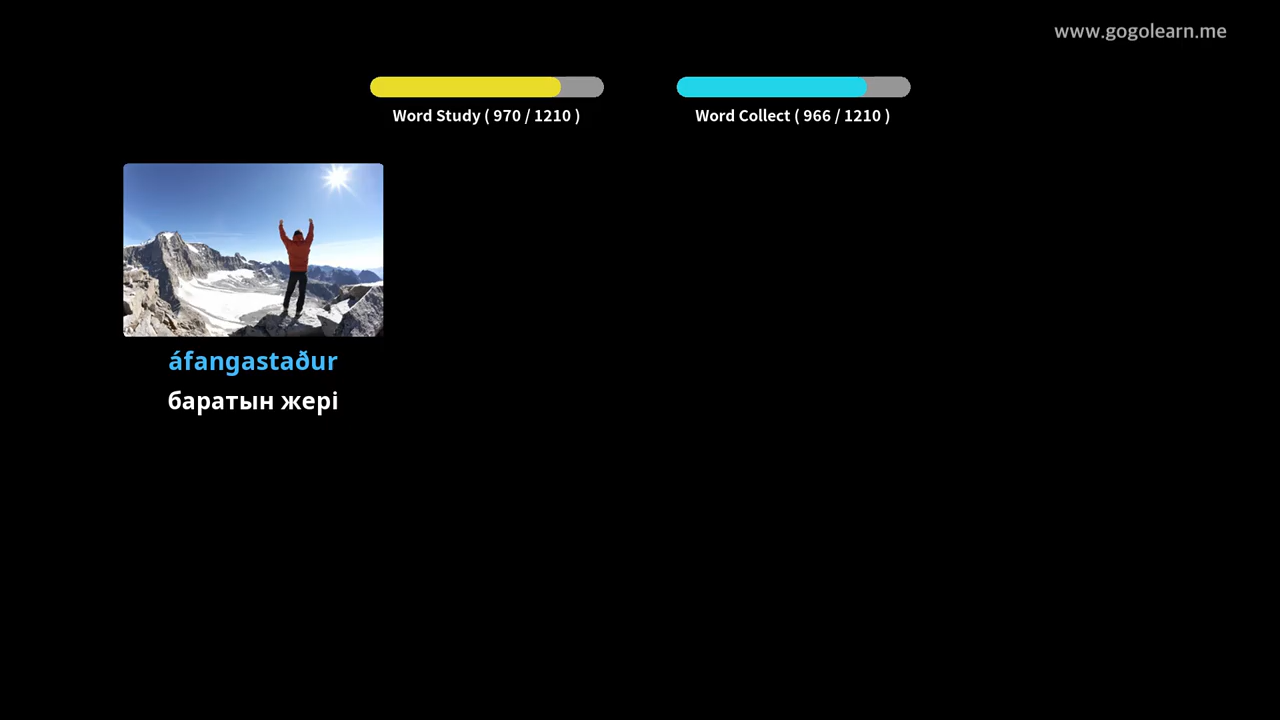 www.gogolearn.me
Word Study ( 970 / 1210 )
Word Collect ( 966 / 1210 )
áfangastaður
баратын жері